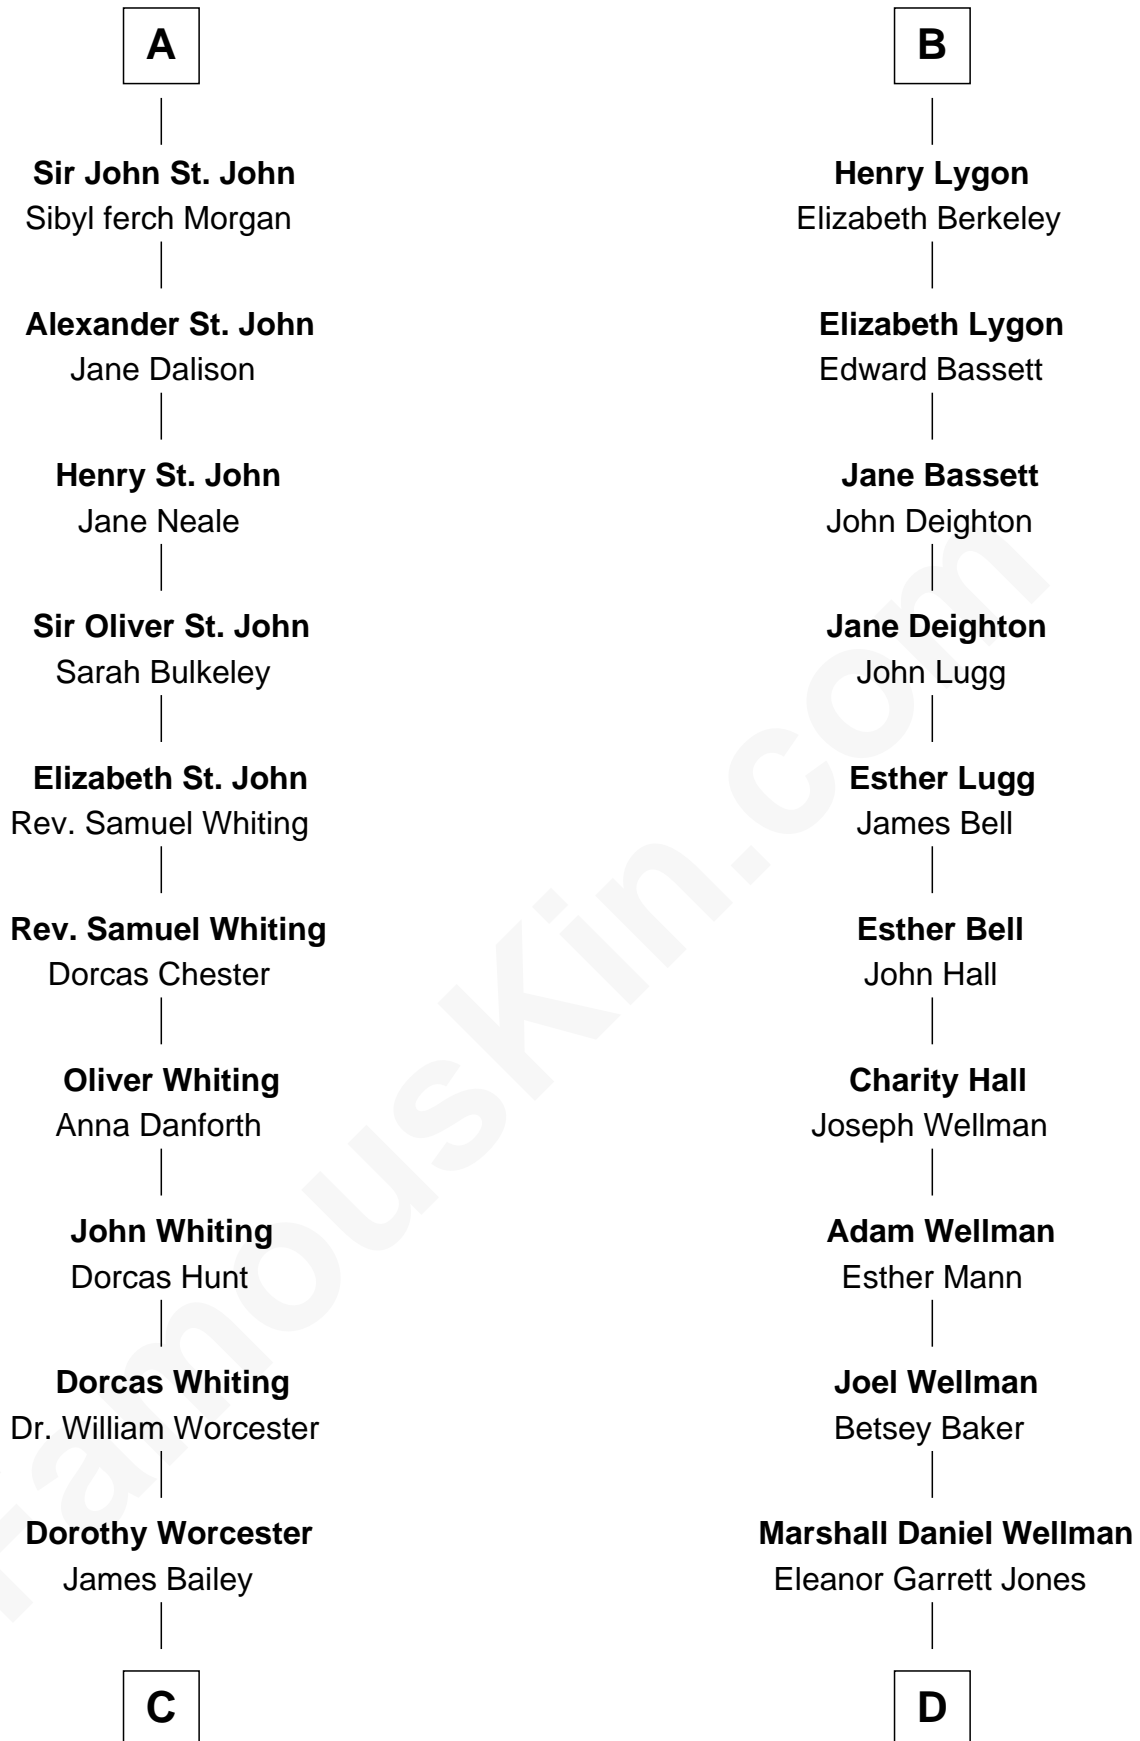 A
Sir John St. John
Sibyl ferch Morgan
Alexander St. John
Jane Dalison
Henry St. John
Jane Neale
Sir Oliver St. John
Sarah Bulkeley
Elizabeth St. John
Rev. Samuel Whiting
Rev. Samuel Whiting
Dorcas Chester
Oliver Whiting
Anna Danforth
John Whiting
Dorcas Hunt
Dorcas Whiting
Dr. William Worcester
Dorothy Worcester
James Bailey
C
B
Henry Lygon
Elizabeth Berkeley
Elizabeth Lygon
Edward Bassett
Jane Bassett
John Deighton
Jane Deighton
John Lugg
Esther Lugg
James Bell
Esther Bell
John Hall
Charity Hall
Joseph Wellman
Adam Wellman
Esther Mann
Joel Wellman
Betsey Baker
Marshall Daniel Wellman
Eleanor Garrett Jones
D
FamousKin.com